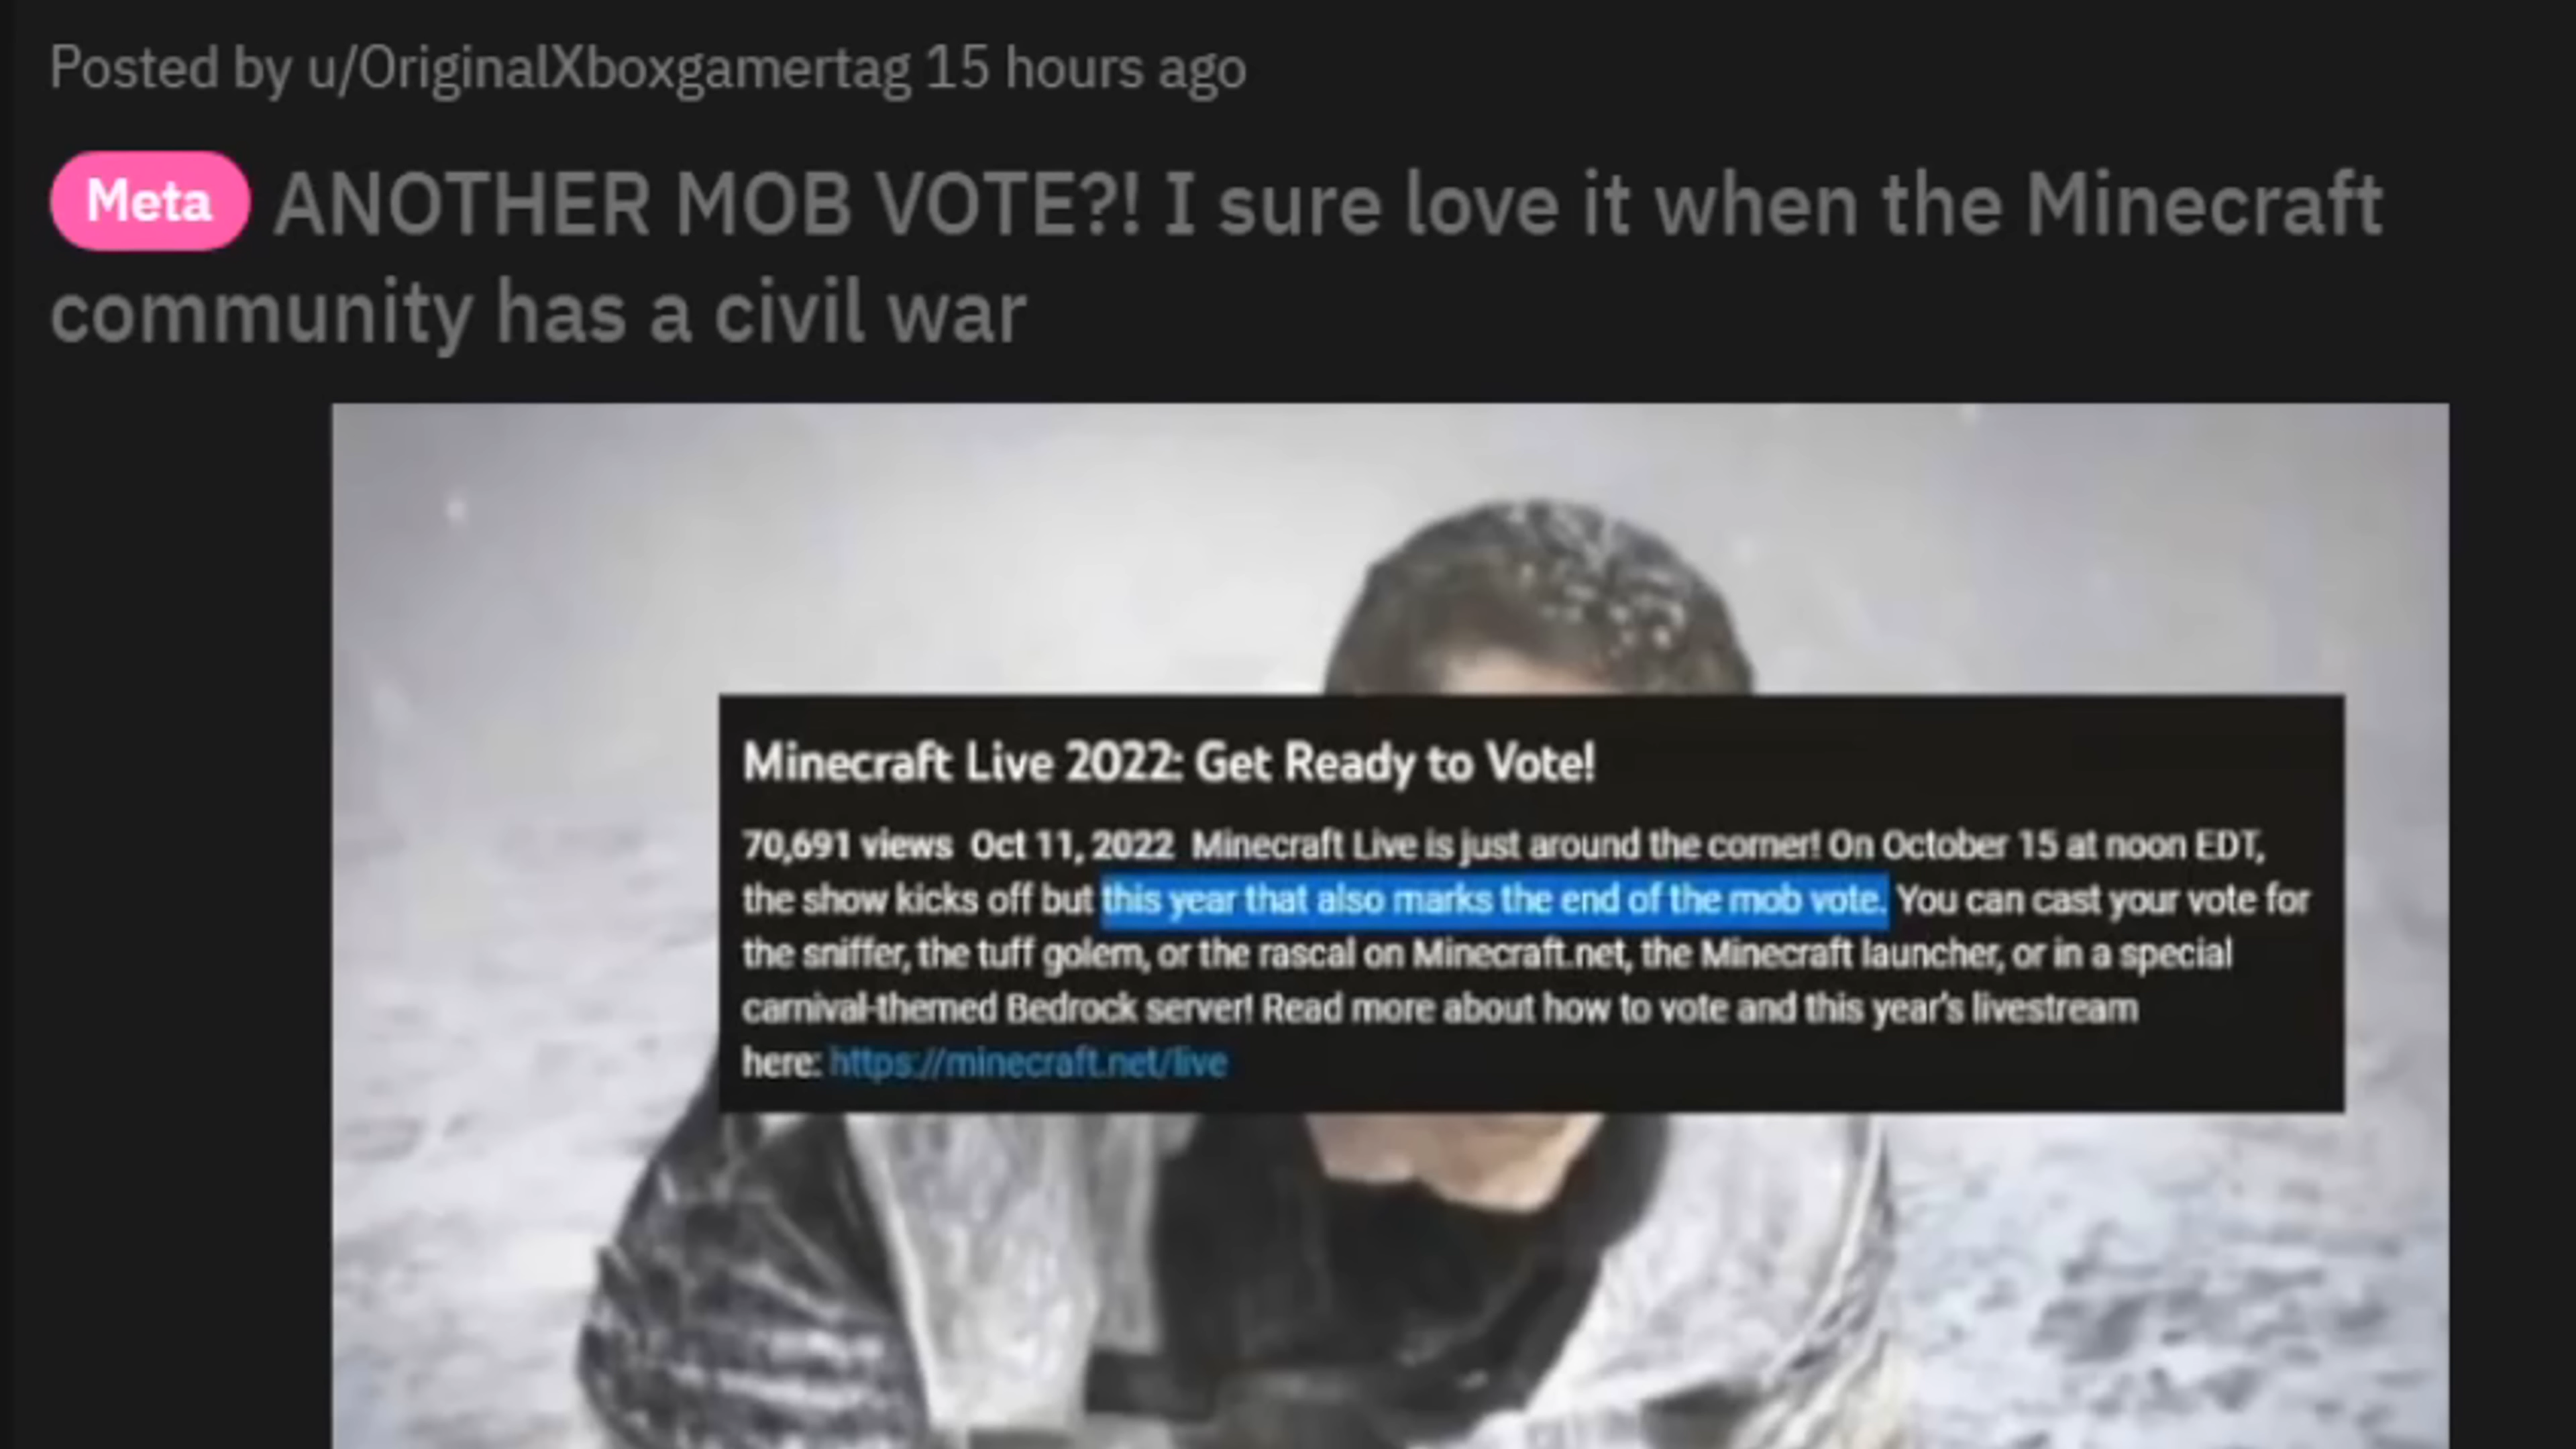 Posted by u/OriginalXboxgamertag 15 hours ago
Meta ANOTHER MOB VOTE?! I sure love it when the Minecraft
community has a civil war
Minecraft Live 2022: Get Ready to Vote!
70,691 views Oct 11, 2022 Minecraft Live is just around the corner! On October 15 at noon EDT,
the show kicks off but this year that also marks the end of the mob vote. You can cast your vote for
the sniffer, the tuff golem, or the rascal on Minecraft.net, the Minecraft launcher, or in a special
carnival-themed Bedrock server! Read more about how to vote and this year's livestream
here: https://minecraft.net/live